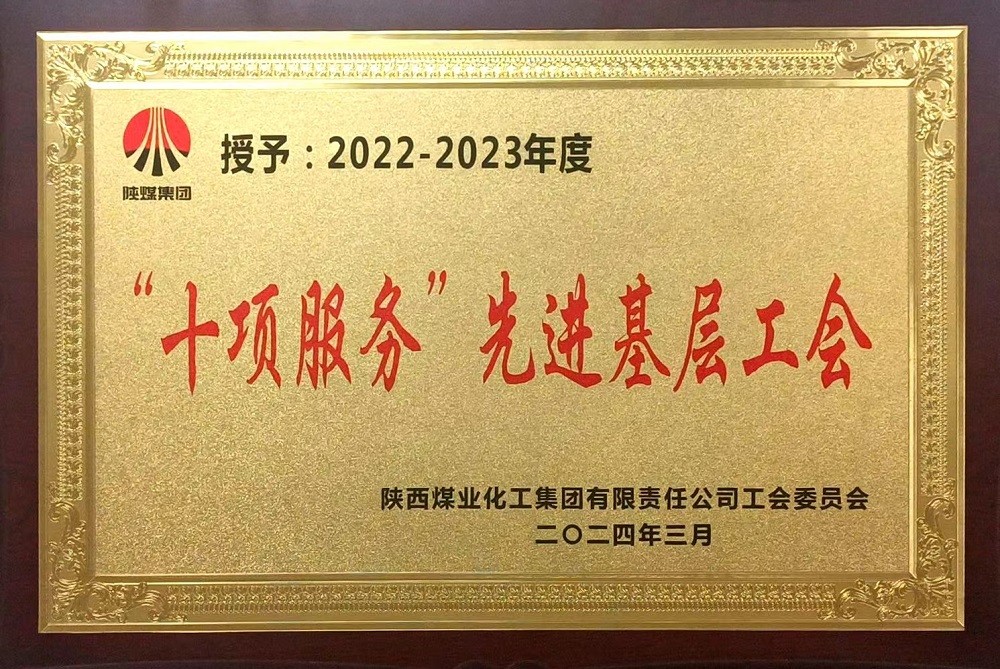 陕煤集团
授予：2022-2023年度
“十项服务”先进基层工会
陕西煤业化工集团有限责任公司工会委员会
二〇二四年三月